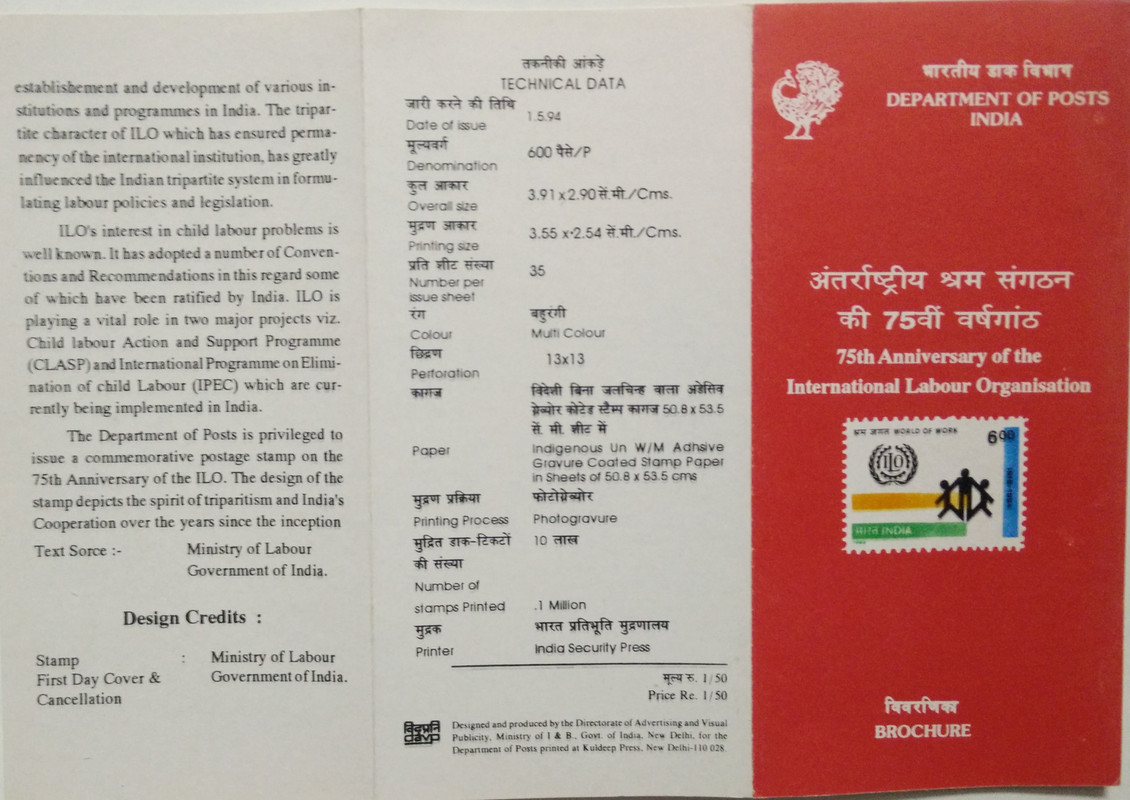 establishement and development of various in-
stitutions and programmes in India. The tripar-
tite character of ILO which has ensured perma-
nency of the international institution, has greatly
influenced the Indian tripartite system in formu-
lating labour policies and legislation.
ILO's interest in child labour problems is
well known. It has adopted a number of Conven-
tions and Recommendations in this regard some
of which have been ratified by India. ILO is
playing a vital role in two major projects viz.
Child labour Action and Support Programme
(CLASP) and International Programme on Elimi-
nation of child Labour (IPEC) which are cur-
rently being implemented in India.
The Department of Posts is privileged to
issue a commemorative postage stamp on the
75th Anniversary of the ILO. The design of the
stamp depicts the spirit of tripartitism and India's
Cooperation over the years since the inception
Text Sorce :- Ministry of Labour
Government of India.
Design Credits :
Stamp : Ministry of Labour
First Day Cover & Government of India.
Cancellation
तकनीकी आंकड़े
TECHNICAL DATA
जारी करने की तिथि
Date of issue 1.5.94
मूल्यवर्ग
Denomination 600 पैसे/P
कुल आकार
Overall size 3.91 x 2.90 सें.मी./Cms.
मुद्रण आकार
Printing size 3.55 x-2.54 सें.मी./Cms.
प्रति शीट संख्या
Number per 35
issue sheet
रंग बहुरंगी
Colour Multi Colour
छिद्रण
Perforation 13x13
कागज़ विदेशी बिना जलचिन्ह वाला अडेसिव
ग्रेव्योर कोटेड स्टैम्प कागज 50.8 x 53.5
सें. मी. शीट में
Paper Indigenous Un W/M Adhsive
Gravure Coated Stamp Paper
in Sheets of 50.8 x 53.5 cms
मुद्रण प्रक्रिया फोटोग्रेव्योर
Printing Process Photogravure
मुद्रित डाक-टिकटों 10 लाख
की संख्या
Number of
stamps Printed .1 Million
मुद्रक भारत प्रतिभूति मुद्रणालय
Printer India Security Press
मूल्य रु. 1/50
Price Re. 1/50
विदृप्रनि
davp
Designed and produced by the Directorate of Advertising and Visual
Publicity, Ministry of I & B., Govt. of India, New Delhi, for the
Department of Posts printed at Kuldeep Press, New Delhi-110 028.
भारतीय डाक विभाग
DEPARTMENT OF POSTS
INDIA
अंतर्राष्ट्रीय श्रम संगठन
की 75वीं वर्षगांठ
75th Anniversary of the
International Labour Organisation
श्रम जगत WORLD OF WORK
600
ILO
भारत INDIA
विवरणिका
BROCHURE